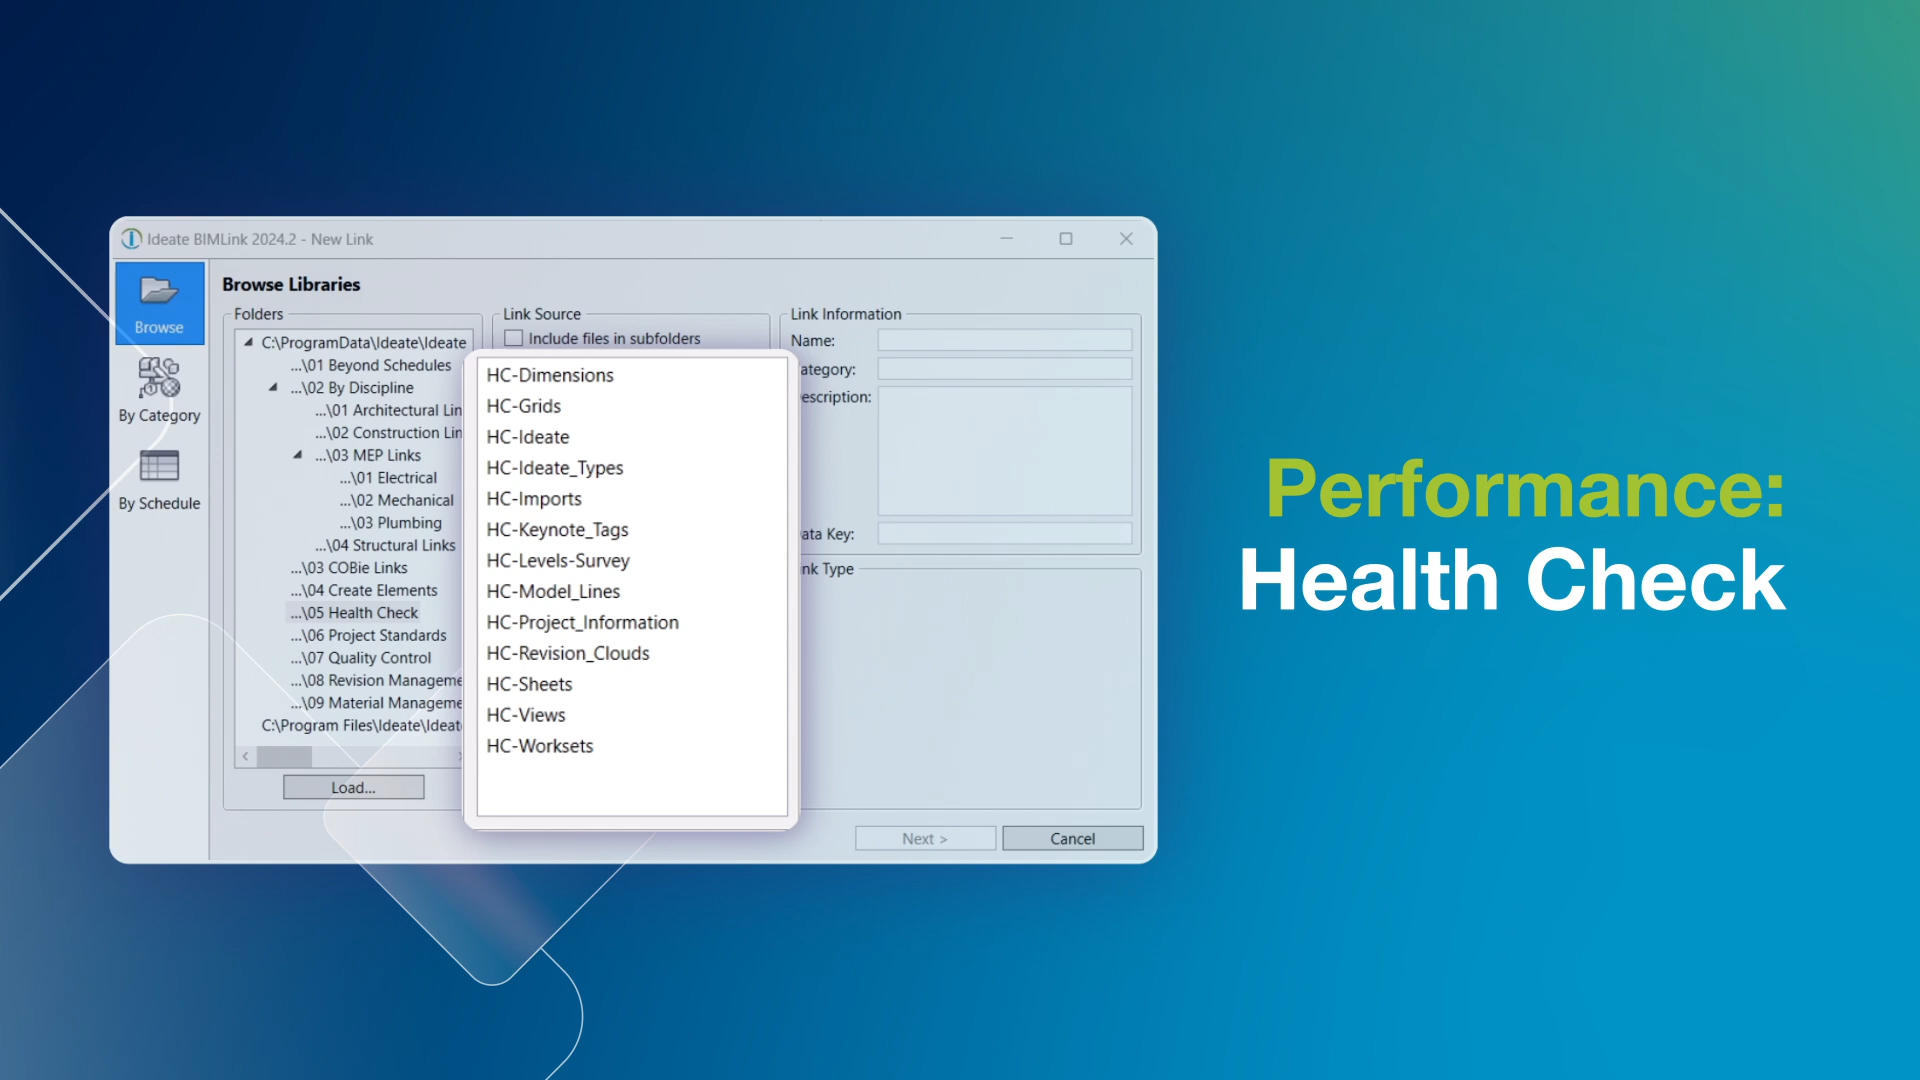 Ideate BIMLink 2024.2 - New Link
Browse
By Category
By Schedule
Browse Libraries
Folders
C:\ProgramData\Ideate\Ideate
...\01 Beyond Schedules
...\02 By Discipline
...\01 Architectural Lin
...\02 Construction Lin
...\03 MEP Links
...\01 Electrical
...\02 Mechanical
...\03 Plumbing
...\04 Structural Links
...\03 COBie Links
...\04 Create Elements
...\05 Health Check
...\06 Project Standards
...\07 Quality Control
...\08 Revision Manageme
...\09 Material Manageme
C:\Program Files\Ideate\Ideat
Load...
Link Source
Include files in subfolders
HC-Dimensions
HC-Grids
HC-Ideate
HC-Ideate_Types
HC-Imports
HC-Keynote_Tags
HC-Levels-Survey
HC-Model_Lines
HC-Project_Information
HC-Revision_Clouds
HC-Sheets
HC-Views
HC-Worksets
Link Information
Name:
ategory:
escription:
ata Key:
nk Type
Next >
Cancel
Performance:
Health Check